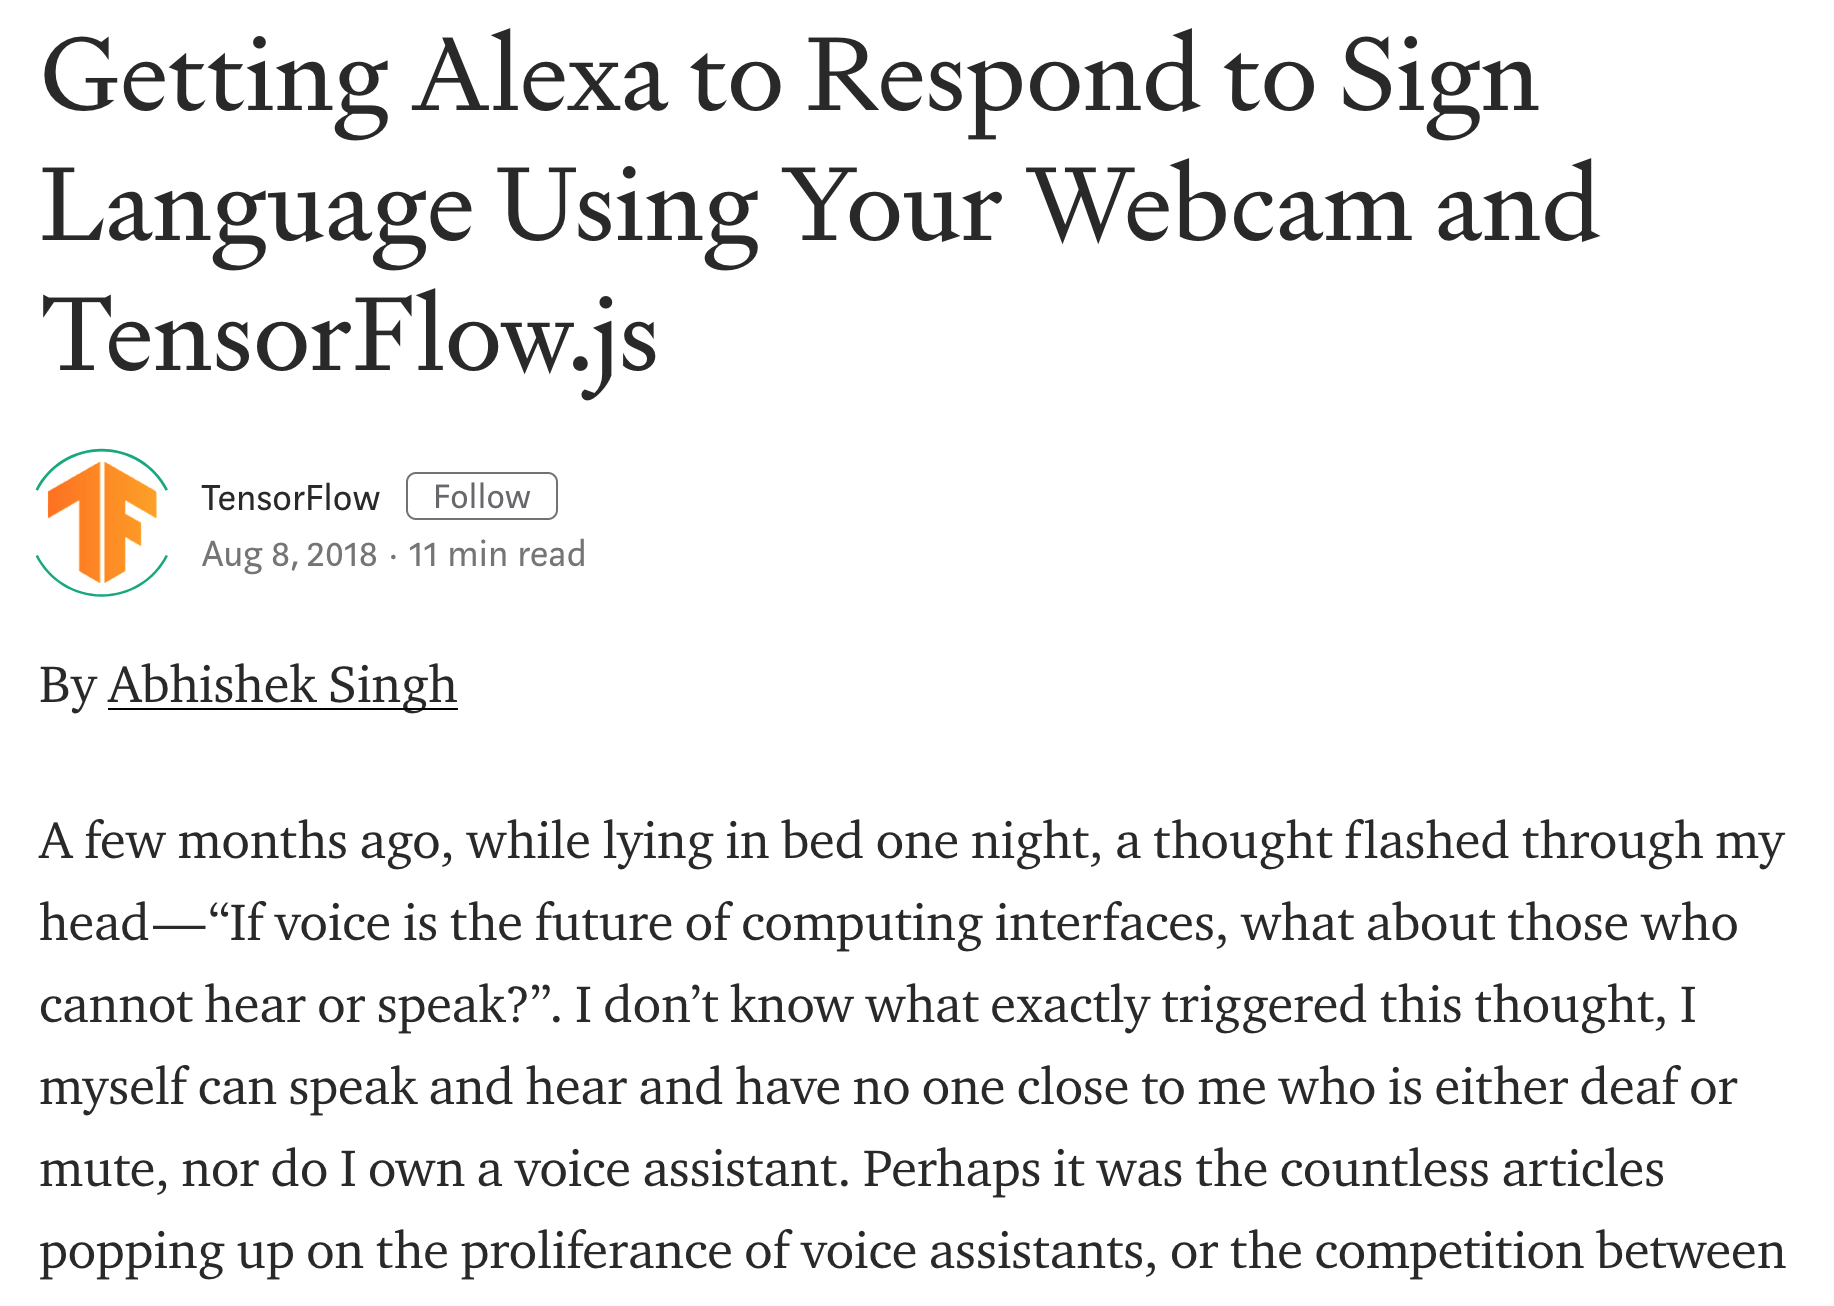 Getting Alexa to Respond to Sign
Language Using Your Webcam and
TensorFlow.js
TensorFlow Follow
Aug 8, 2018 · 11 min read
By Abhishek Singh
A few months ago, while lying in bed one night, a thought flashed through my
head—“If voice is the future of computing interfaces, what about those who
cannot hear or speak?”. I don’t know what exactly triggered this thought, I
myself can speak and hear and have no one close to me who is either deaf or
mute, nor do I own a voice assistant. Perhaps it was the countless articles
popping up on the proliferance of voice assistants, or the competition between